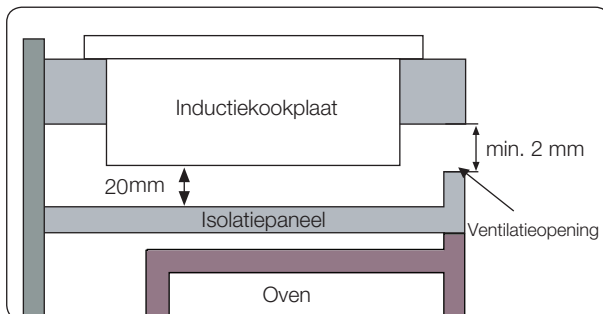 Inductiekookplaat
min. 2 mm
20mm
Isolatiepaneel
Ventilatieopening
Oven